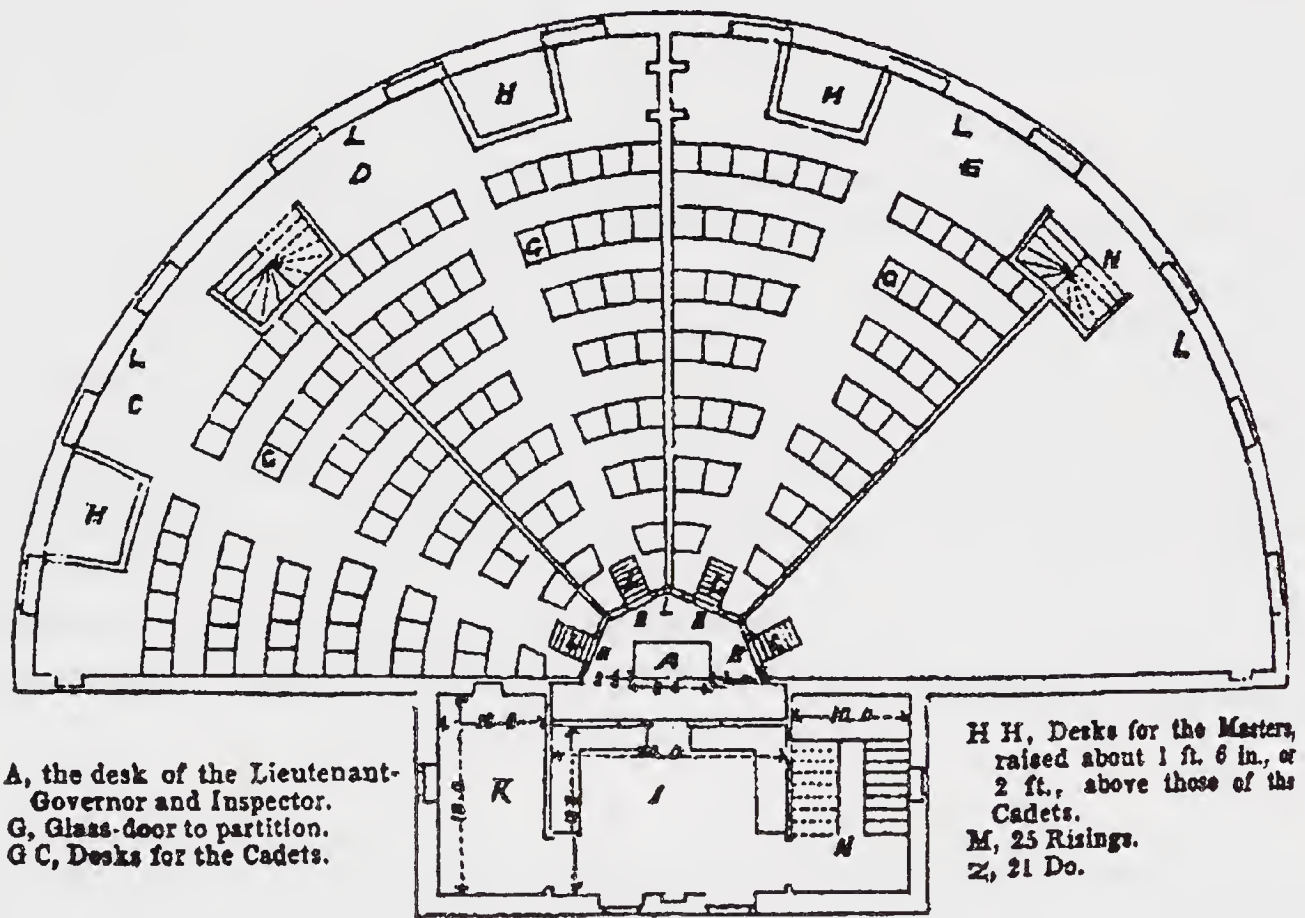 H
H
L
D
L
E
G
G
N
L
C
L
G
H
L
A
K
I
N
A, the desk of the Lieutenant-
Governor and Inspector.
G, Glass-door to partition.
G C, Desks for the Cadets.
H H, Desks for the Masters,
raised about 1 ft. 6 in., or
2 ft., above those of the
Cadets.
M, 25 Risings.
Z, 21 Do.